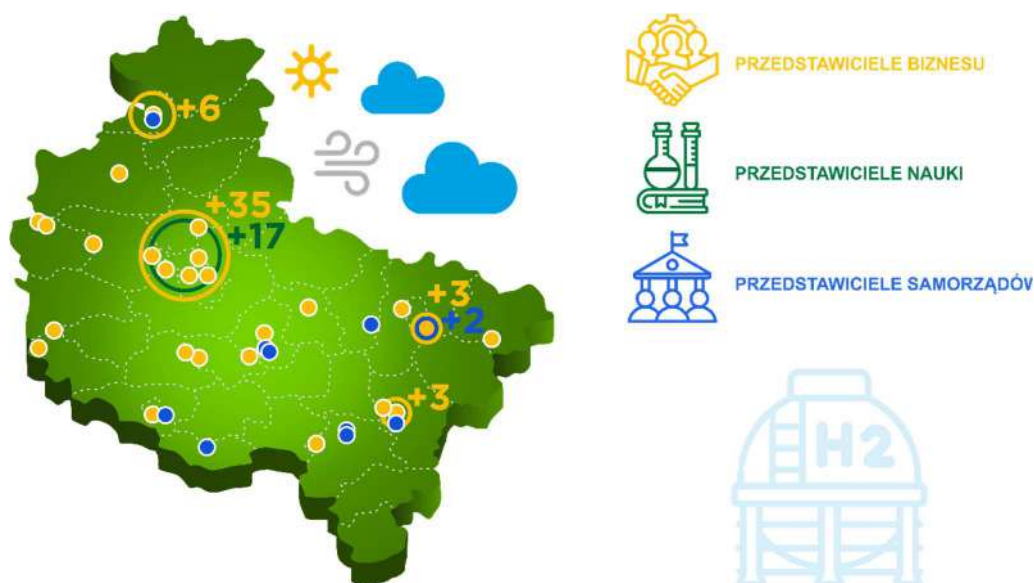 +6
+35
+17
+3
+2
+3
PRZEDSTAWICIELE BIZNESU
PRZEDSTAWICIELE NAUKI
PRZEDSTAWICIELE SAMORZĄDÓW
H2